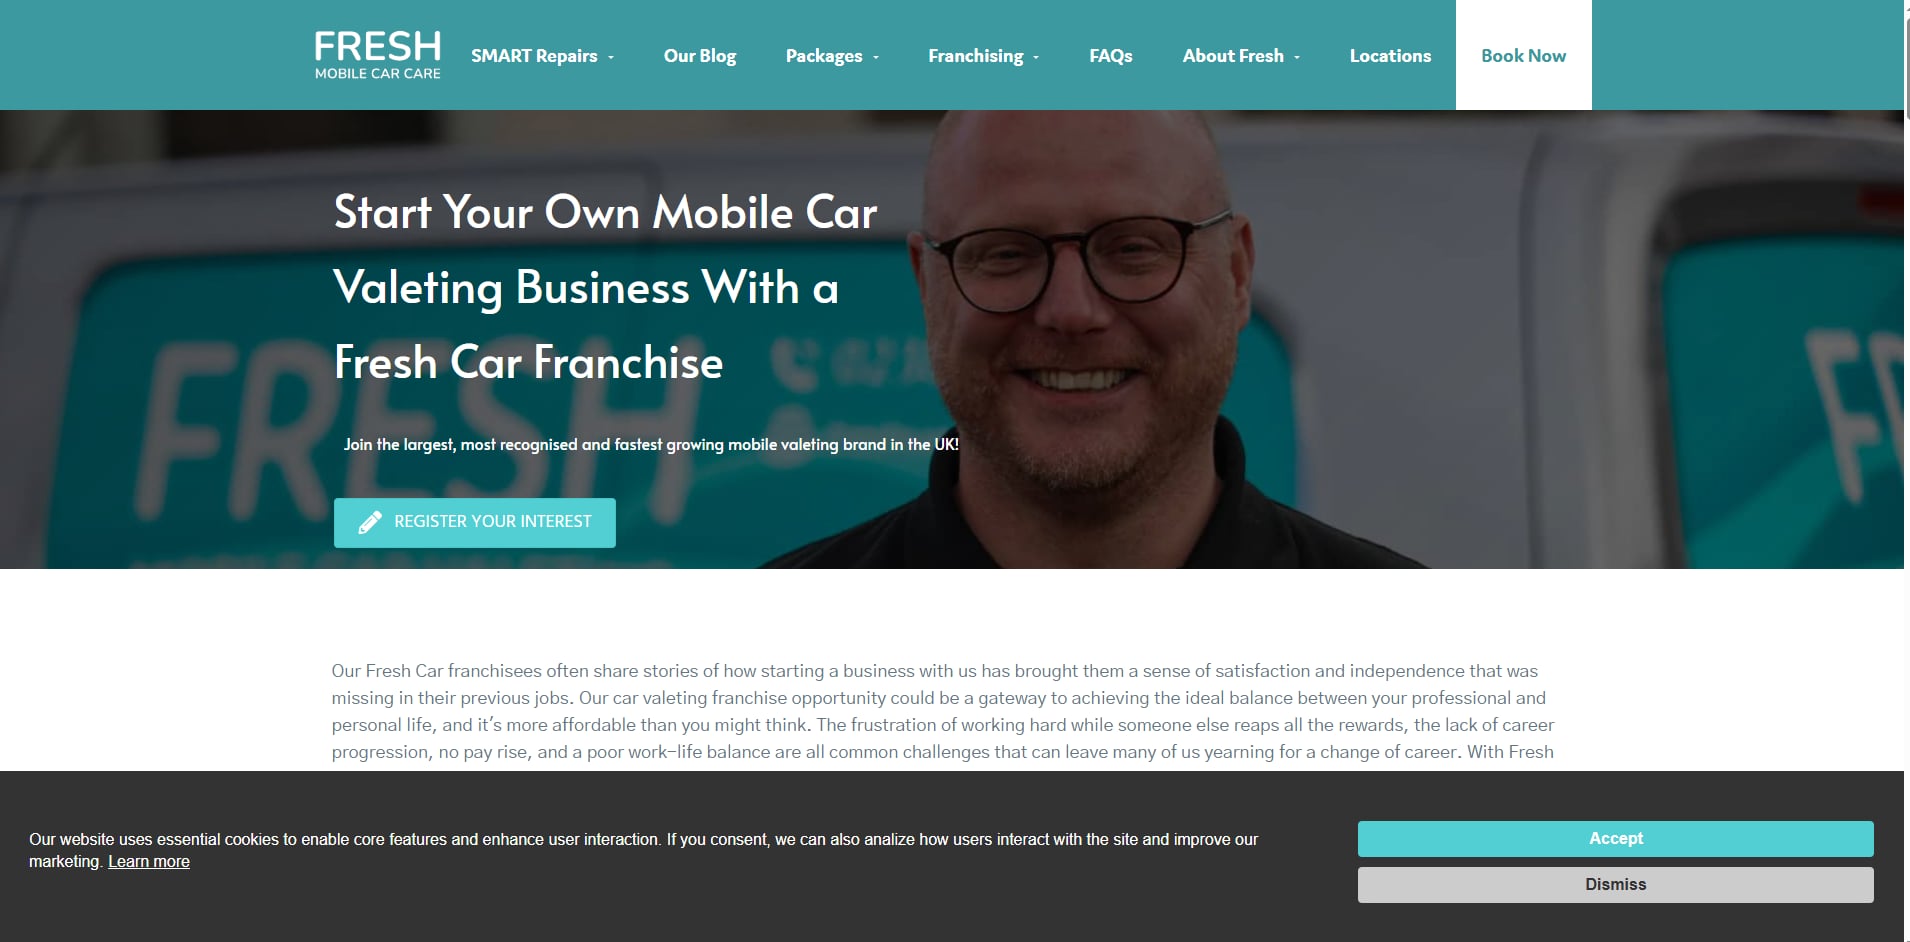 FRESH
MOBILE CAR CARE
SMART Repairs
Our Blog
Packages
Franchising
FAQs
About Fresh
Locations
Book Now
Start Your Own Mobile Car
Valeting Business With a
Fresh Car Franchise
Join the largest, most recognised and fastest growing mobile valeting brand in the UK!
REGISTER YOUR INTEREST
FRESH
Our Fresh Car franchisees often share stories of how starting a business with us has brought them a sense of satisfaction and independence that was
missing in their previous jobs. Our car valeting franchise opportunity could be a gateway to achieving the ideal balance between your professional and
personal life, and it's more affordable than you might think. The frustration of working hard while someone else reaps all the rewards, the lack of career
progression, no pay rise, and a poor work-life balance are all common challenges that can leave many of us yearning for a change of career. With Fresh
Our website uses essential cookies to enable core features and enhance user interaction. If you consent, we can also analize how users interact with the site and improve our
marketing. Learn more
Accept
Dismiss